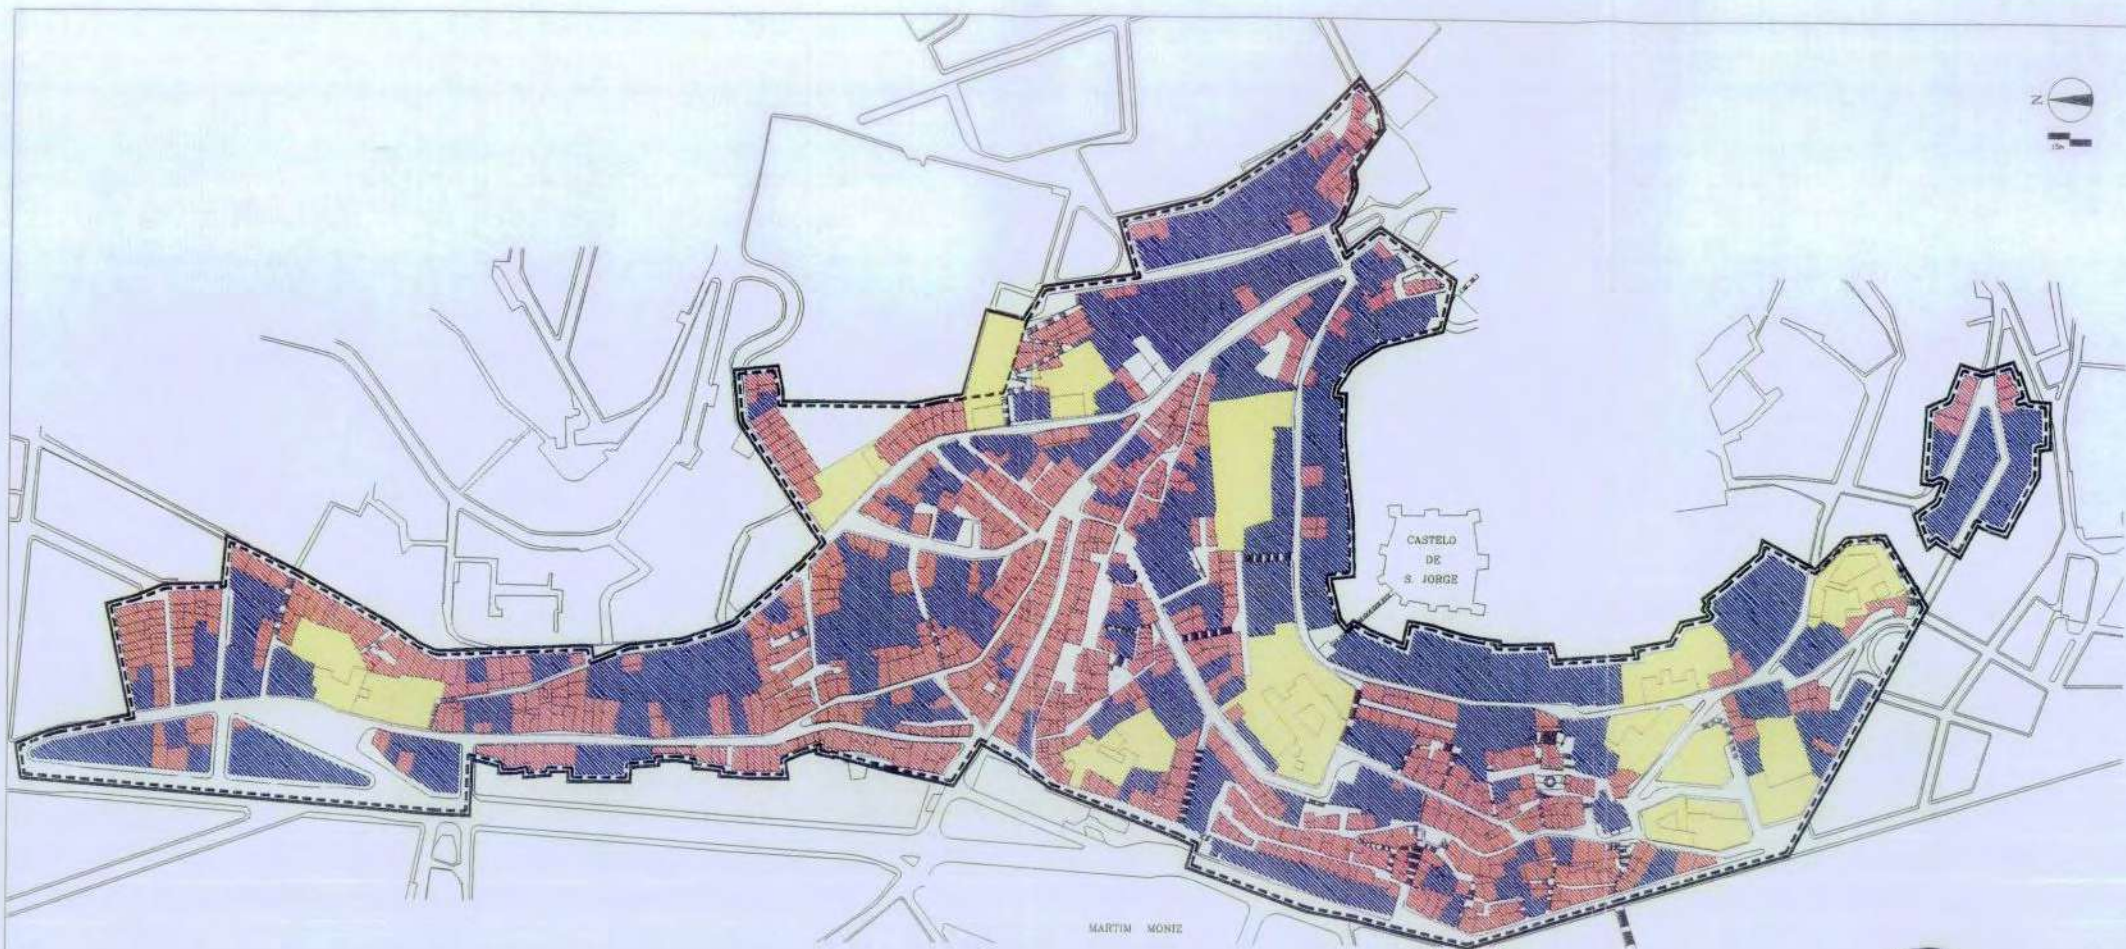 N
CASTELO
DE
S. JORGE
MARTIM MONIZ